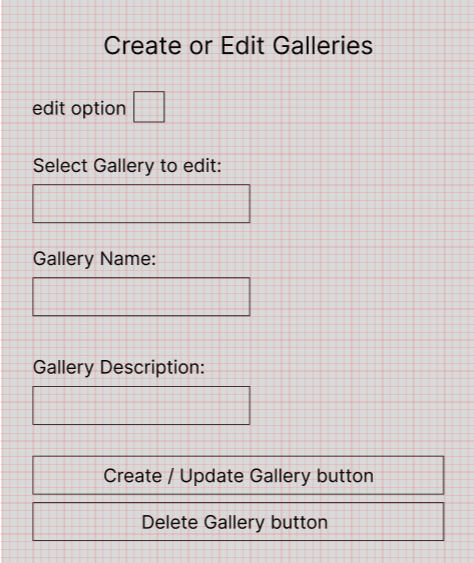 Create or Edit Galleries
edit option
Select Gallery to edit:
Gallery Name:
Gallery Description:
Create / Update Gallery button
Delete Gallery button